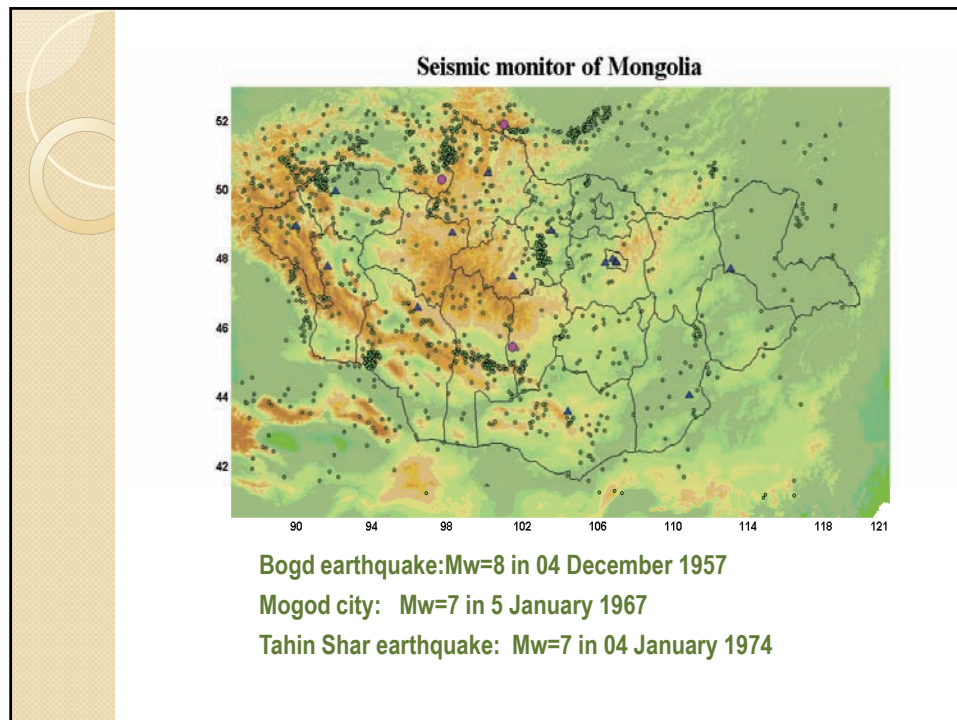 Seismic monitor of Mongolia
52
50
48
46
44
42
90 94 98 102 106 110 114 118 121
Bogd earthquake:Mw=8 in 04 December 1957
Mogod city: Mw=7 in 5 January 1967
Tahin Shar earthquake: Mw=7 in 04 January 1974